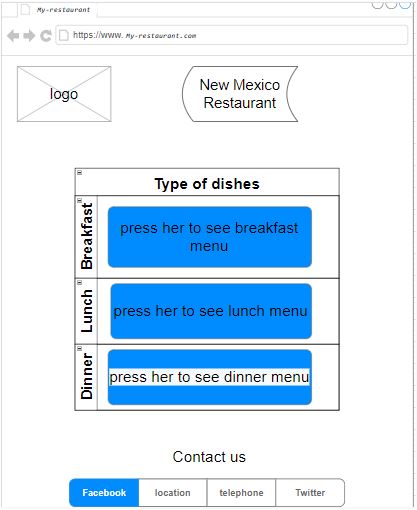 My-restaurant
https://www. My-restaurant.com
logo
New Mexico
Restaurant
Type of dishes
Breakfast
press her to see breakfast
menu
Lunch
press her to see lunch menu
Dinner
press her to see dinner menu
Contact us
Facebook location telephone Twitter